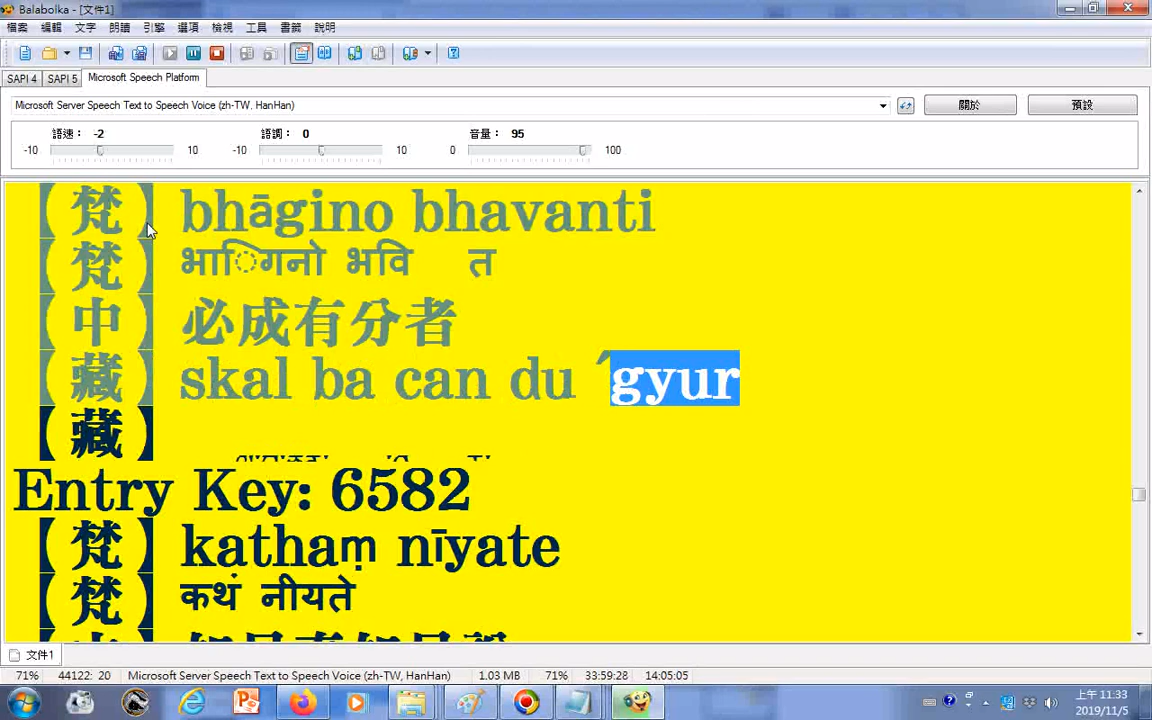 Balabolka - [文件1]
檔案 編輯 文字 朗讀 引擎 選項 檢視 工具 書籤 說明
SAPI 4 SAPI 5 Microsoft Speech Platform
Microsoft Server Speech Text to Speech Voice (zh-TW, HanHan) 關於 預設
語速： -2 語調： 0 音量： 95
-10 10 -10 10 0 100
【梵】 bhāgino bhavanti
【梵】 भाि◌गनो भवि त
【中】 必成有分者
【藏】 skal ba can du ´gyur
【藏】
Entry Key: 6582
【梵】 kathaṃ nīyate
【梵】 कथं नीयते
文件1
71% 44122: 20 Microsoft Server Speech Text to Speech Voice (zh-TW, HanHan) 1.03 MB 71% 33:59:28 14:05:05
上午 11:33
2019/11/5